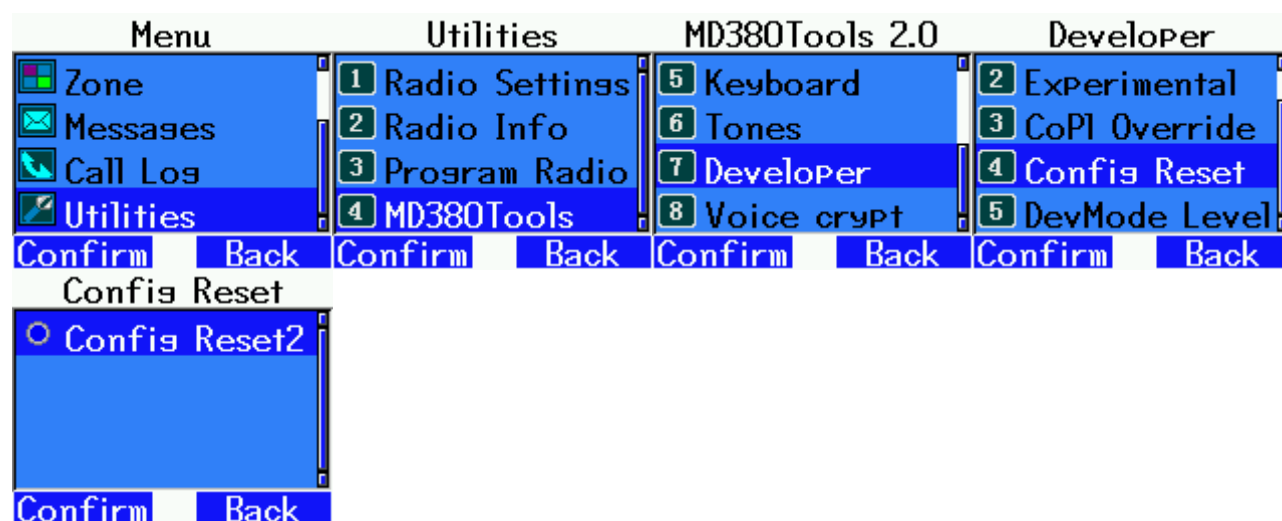 Menu
Zone
Messages
Call Log
Utilities
Confirm Back
Utilities
1 Radio Settings
2 Radio Info
3 Program Radio
4 MD380Tools
Confirm Back
MD380Tools 2.0
5 Keyboard
6 Tones
7 Developer
8 Voice crypt
Confirm Back
Developer
2 Experimental
3 CoPl Override
4 Config Reset
5 DevMode Level
Confirm Back
Config Reset
Config Reset2
Confirm Back